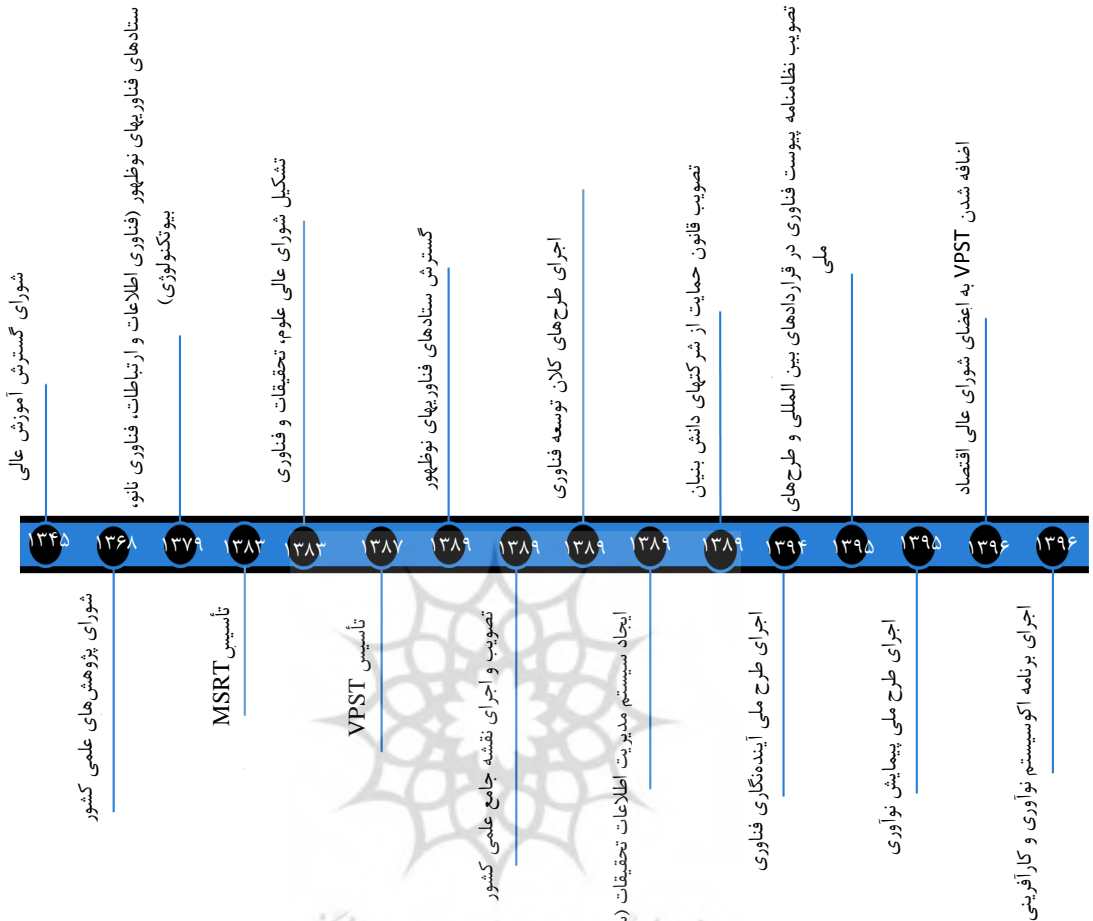 شورای گسترش آموزش عالی
ستادهای فناوریهای نوظهور (فناوری اطلاعات و ارتباطات، فناوری نانو،
بیوتکنولوژی)
تشکیل شورای عالی علوم، تحقیقات و فناوری
گسترش ستادهای فناوریهای نوظهور
اجرای طرح‌های کلان توسعه فناوری
تصویب قانون حمایت از شرکتهای دانش بنیان
تصویب نظامنامه پیوست فناوری در قراردادهای بین المللی و طرح‌های
ملی
اضافه شدن VPST به اعضای شورای عالی اقتصاد
۱۳۴۵
۱۳۶۸
۱۳۷۹
۱۳۸۳
۱۳۸۳
۱۳۸۷
۱۳۸۹
۱۳۸۹
۱۳۸۹
۱۳۸۹
۱۳۸۹
۱۳۹۴
۱۳۹۵
۱۳۹۵
۱۳۹۶
۱۳۹۶
شورای پژوهش‌های علمی کشور
تأسیس MSRT
تأسیس VPST
تصویب و اجرای نقشه جامع علمی کشور
ایجاد سیستم مدیریت اطلاعات تحقیقات
اجرای طرح ملی آینده‌نگاری فناوری
اجرای طرح ملی پیمایش نوآوری
اجرای برنامه اکوسیستم نوآوری و کارآفرینی